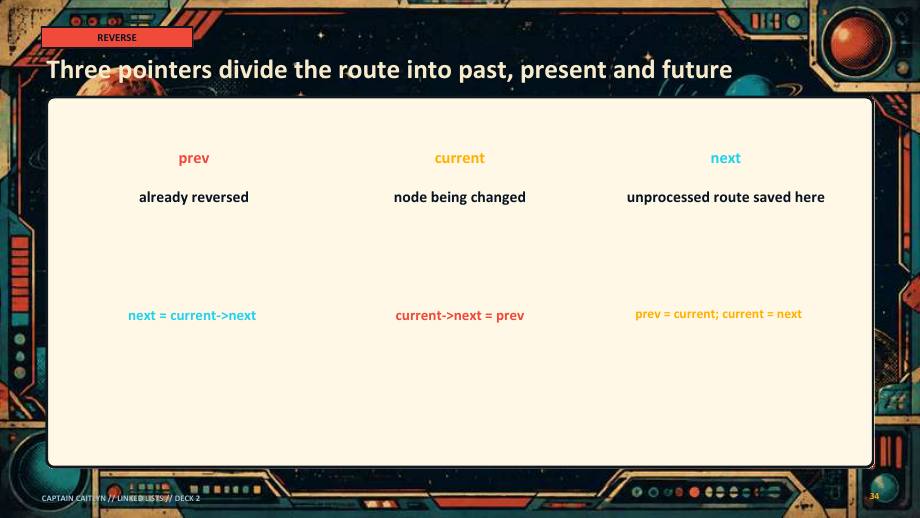 REVERSE
Three pointers divide the route into past, present and future
prev
current
next
already reversed
node being changed
unprocessed route saved here
next = current->next
current->next = prev
prev = current; current = next
CAPTAIN CAITLYN // LINKED LISTS // DECK 2
34